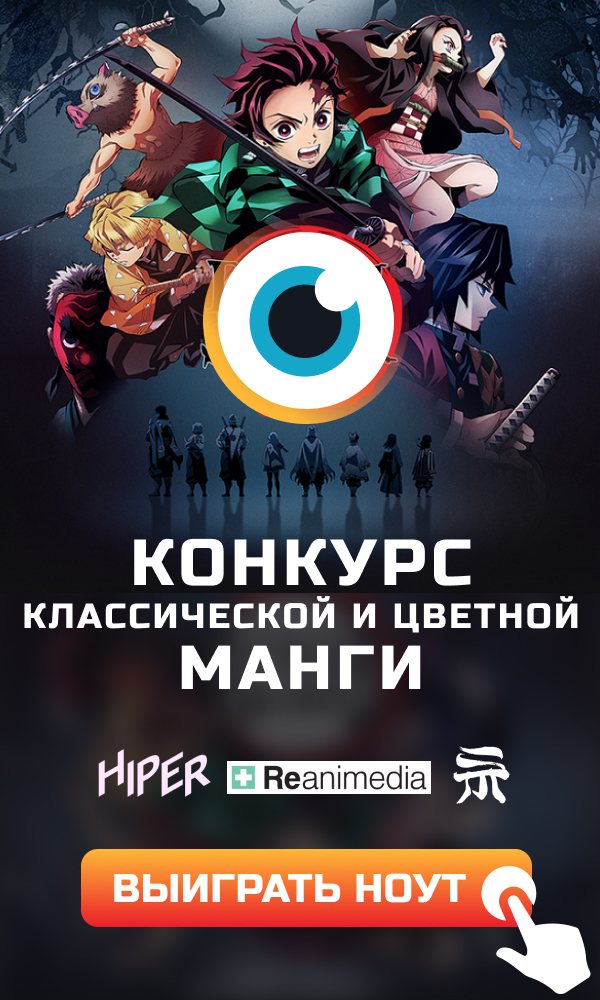 КОНКУРС
КЛАССИЧЕСКОЙ И ЦВЕТНОЙ
МАНГИ
HIPER
Reanimedia
ВЫИГРАТЬ НОУТ